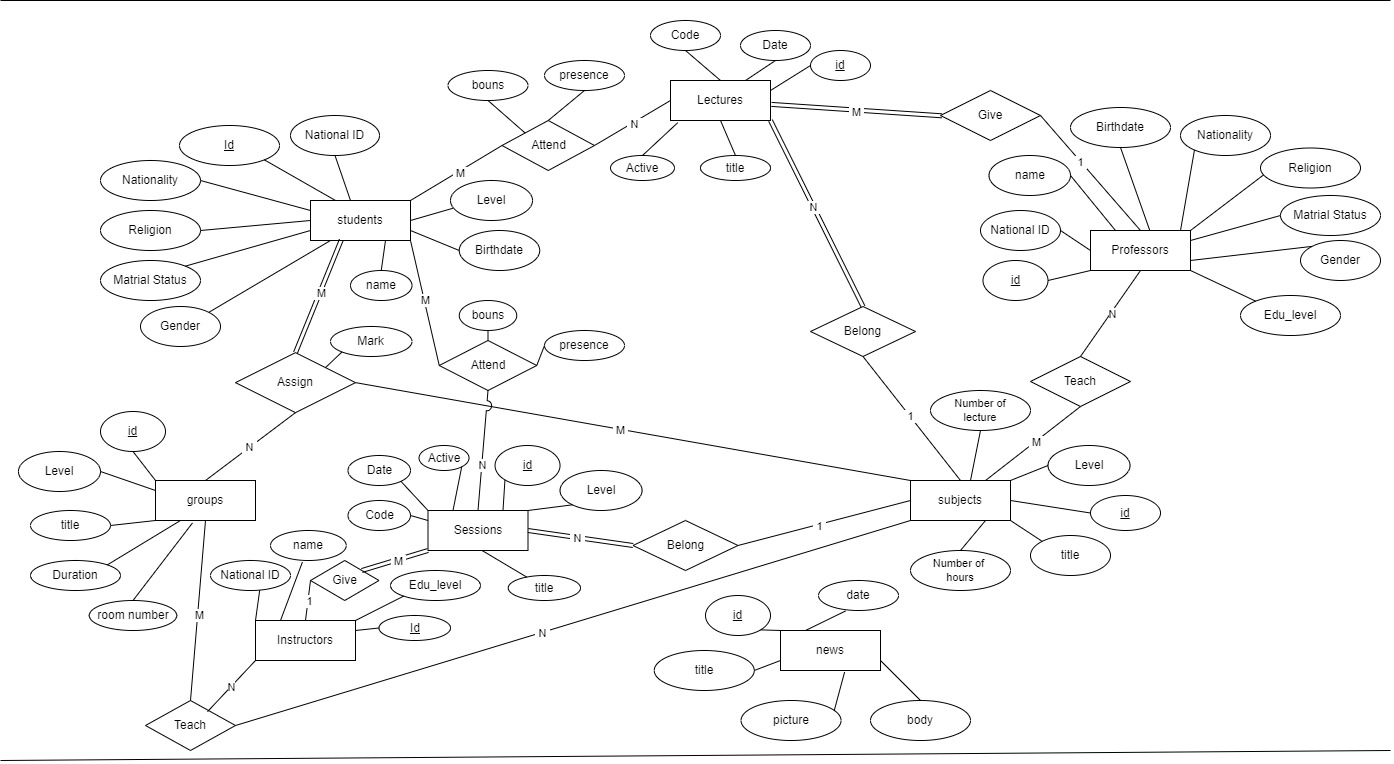 Code
Date
id
Lectures
bouns
presence
M
Give
N
Attend
Active
title
Id
National ID
Birthdate
Nationality
1
M
Nationality
name
Religion
students
Level
N
Matrial Status
Religion
National ID
Professors
Gender
Birthdate
Matrial Status
name
id
M
M
Gender
bouns
Edu_level
N
Belong
Mark
Attend
presence
Assign
Teach
Number of
lecture
1
id
M
M
N
Level
Date
Active
N
id
Level
groups
Level
subjects
id
title
Code
Sessions
N
1
name
Belong
title
M
Duration
National ID
Give
Edu_level
title
Number of
hours
1
date
room number
M
id
Instructors
Id
N
news
title
N
Teach
picture
body